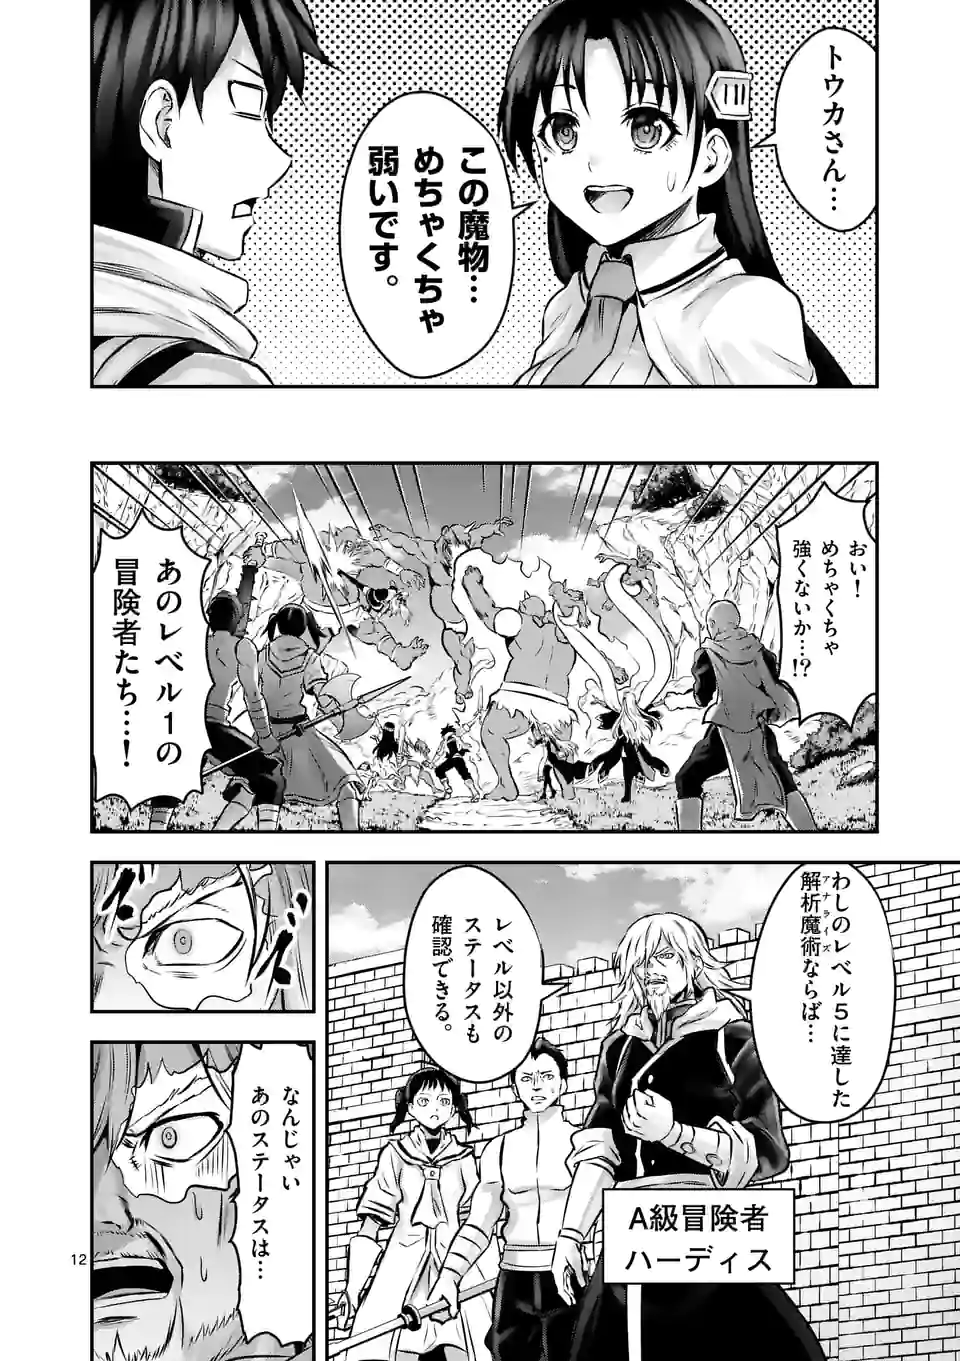 トウカさん…
この魔物…
めちゃくちゃ
弱いです。
おい！
めちゃくちゃ
強くないか…!?
あのレベル1の
冒険者たち…！
わしのレベル5に達した
解析魔術ならば…
アナライズ
レベル以外の
ステータスも
確認できる。
A級冒険者
ハーディス
なんじゃい
あのステータスは…
12